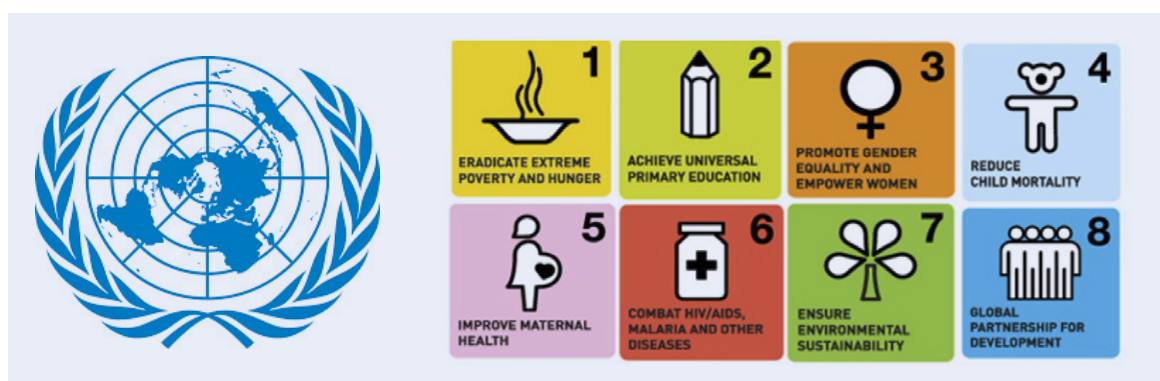 1
ERADICATE EXTREME
POVERTY AND HUNGER
2
ACHIEVE UNIVERSAL
PRIMARY EDUCATION
3
PROMOTE GENDER
EQUALITY AND
EMPOWER WOMEN
4
REDUCE
CHILD MORTALITY
5
IMPROVE MATERNAL
HEALTH
6
COMBAT HIV/AIDS,
MALARIA AND OTHER
DISEASES
7
ENSURE
ENVIRONMENTAL
SUSTAINABILITY
8
GLOBAL
PARTNERSHIP FOR
DEVELOPMENT